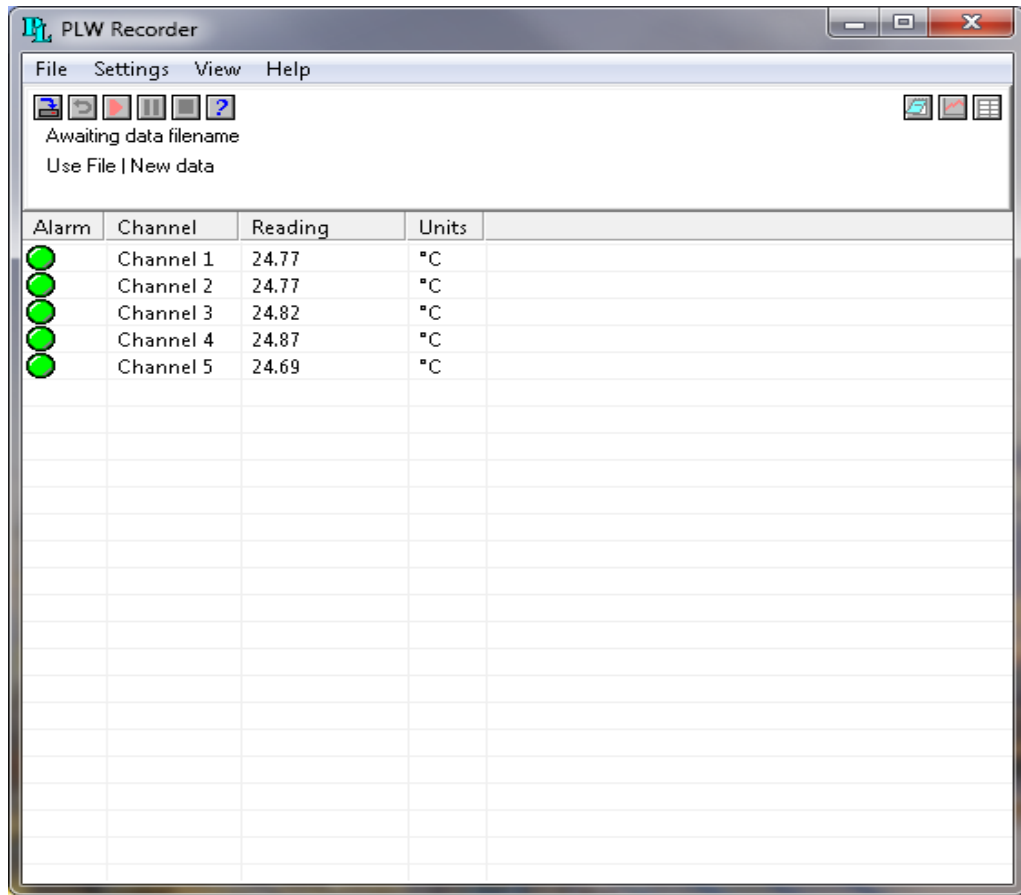 PLW Recorder
File Settings View Help
Awaiting data filename
Use File | New data
Alarm Channel Reading Units
Channel 1 24.77 °C
Channel 2 24.77 °C
Channel 3 24.82 °C
Channel 4 24.87 °C
Channel 5 24.69 °C